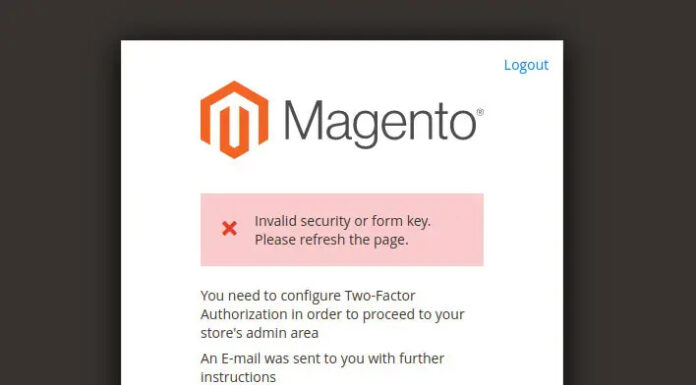 Logout
Magento®
Invalid security or form key.
Please refresh the page.
You need to configure Two-Factor
Authorization in order to proceed to your
store's admin area
An E-mail was sent to you with further
instructions